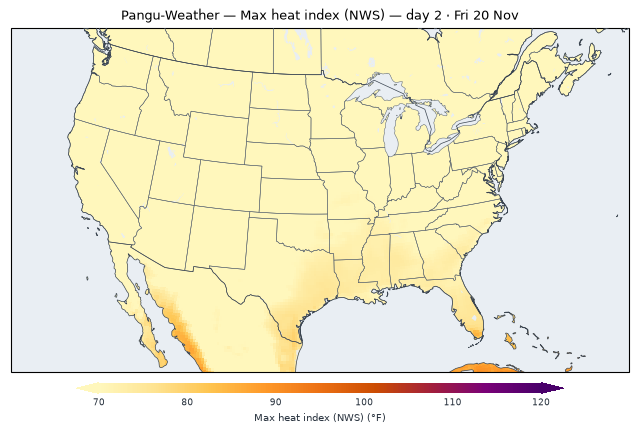 Pangu-Weather — Max heat index (NWS) — day 2 · Fri 20 Nov
70 80 90 100 110 120
Max heat index (NWS) (°F)